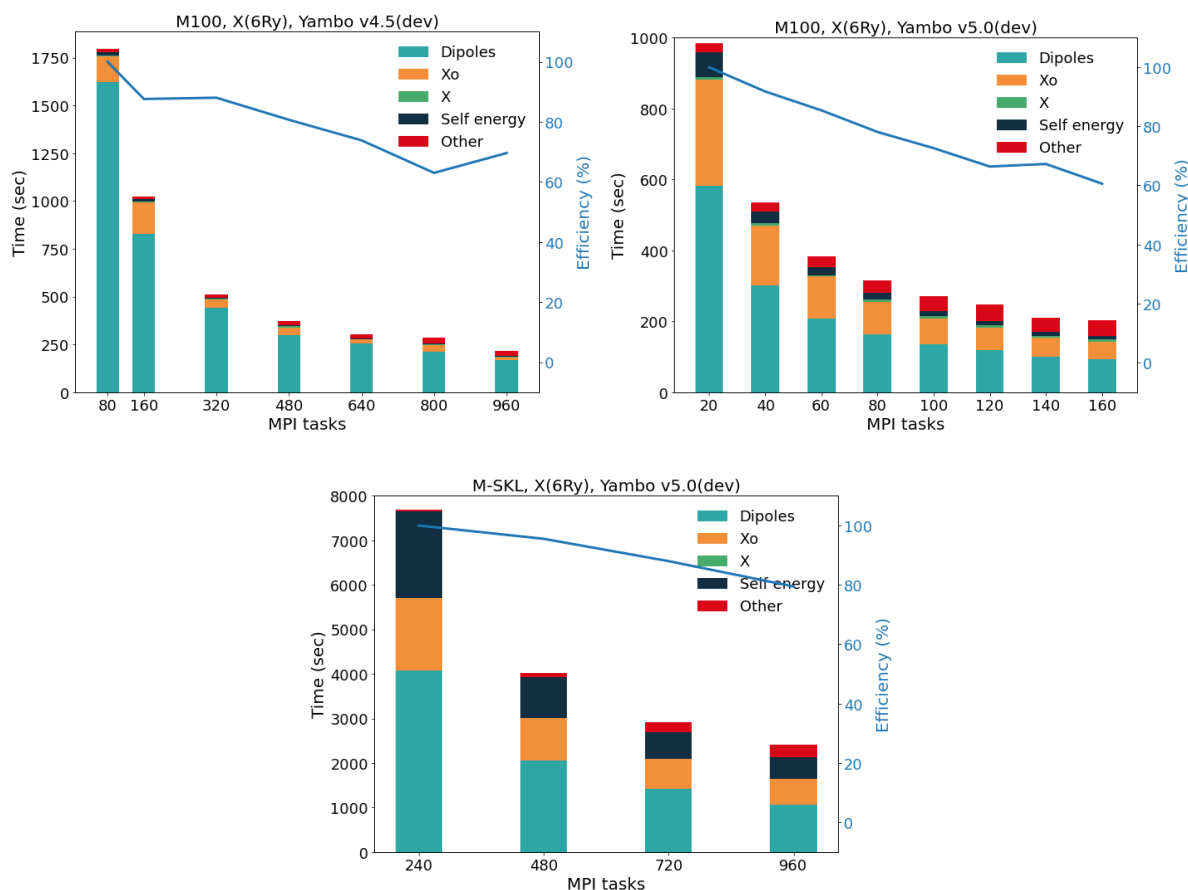 M100, X(6Ry), Yambo v4.5(dev)
Time (sec)
1750
1500
1250
1000
750
500
250
0
Dipoles
Xo
X
Self energy
Other
100
80
60
40
20
0
Efficiency (%)
80 160 320 480 640 800 960
MPI tasks
M100, X(6Ry), Yambo v5.0(dev)
Time (sec)
1000
800
600
400
200
0
Dipoles
Xo
X
Self energy
Other
100
80
60
40
20
0
Efficiency (%)
20 40 60 80 100 120 140 160
MPI tasks
M-SKL, X(6Ry), Yambo v5.0(dev)
Time (sec)
8000
7000
6000
5000
4000
3000
2000
1000
0
Dipoles
Xo
X
Self energy
Other
100
80
60
40
20
0
Efficiency (%)
240 480 720 960
MPI tasks